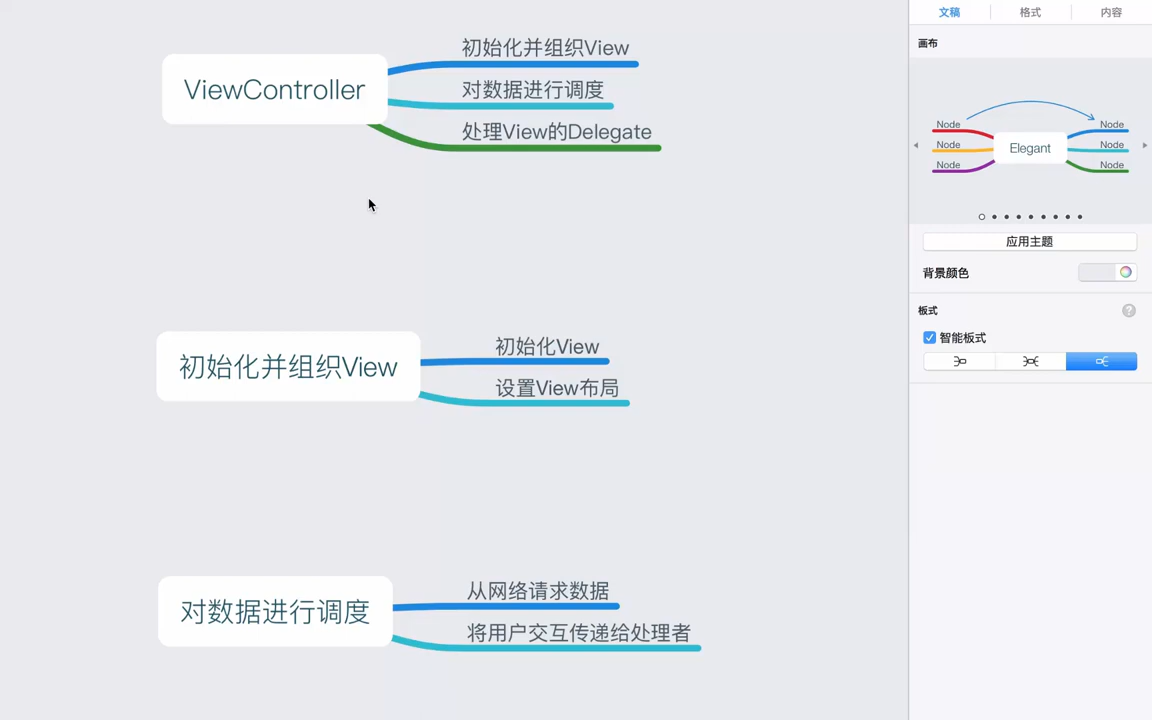 ViewController
初始化并组织View
对数据进行调度
处理View的Delegate
初始化并组织View
初始化View
设置View布局
对数据进行调度
从网络请求数据
将用户交互传递给处理者
文稿
格式
内容
画布
Node
Node
Node
Elegant
Node
Node
Node
应用主题
背景颜色
板式
?
智能板式